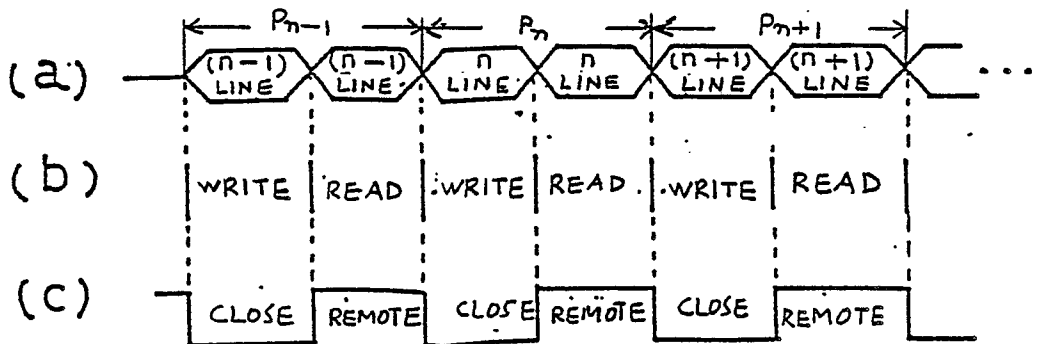 Pn-1 Pn Pn+1
(a) (n-1) LINE (n-1) LINE n LINE n LINE (n+1) LINE (n+1) LINE ...
(b) WRITE READ WRITE READ WRITE READ
(c) CLOSE REMOTE CLOSE REMOTE CLOSE REMOTE